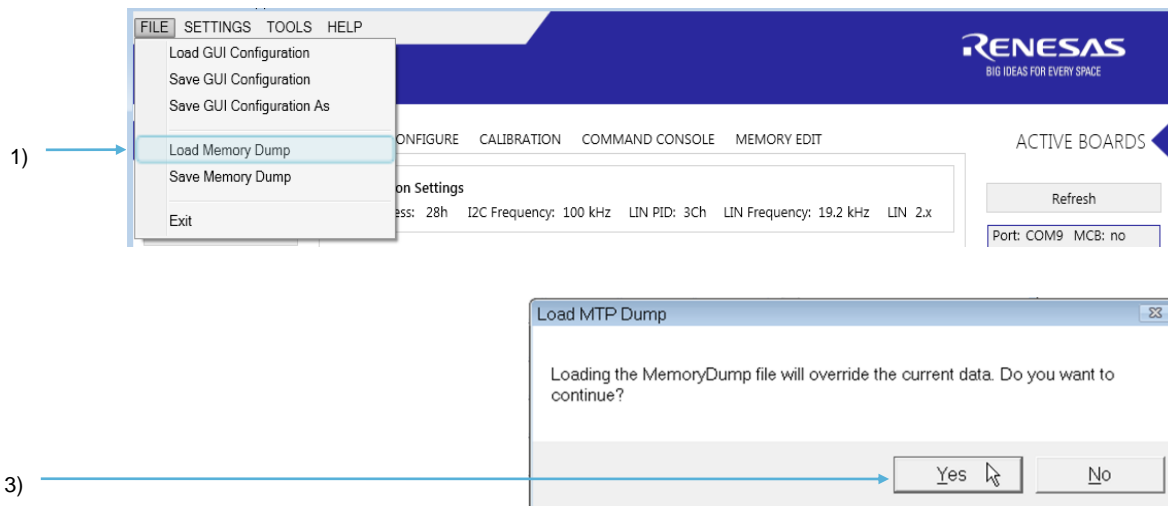 FILE SETTINGS TOOLS HELP
Load GUI Configuration
Save GUI Configuration
Save GUI Configuration As
RENESAS
BIG IDEAS FOR EVERY SPACE
1)
Load Memory Dump
Save Memory Dump
Exit
ONFIGURE CALIBRATION COMMAND CONSOLE MEMORY EDIT
ACTIVE BOARDS
on Settings
ess: 28h I2C Frequency: 100 kHz LIN PID: 3Ch LIN Frequency: 19.2 kHz LIN 2.x
Refresh
Port: COM9 MCB: no
Load MTP Dump
Loading the MemoryDump file will override the current data. Do you want to
continue?
3)
Yes No